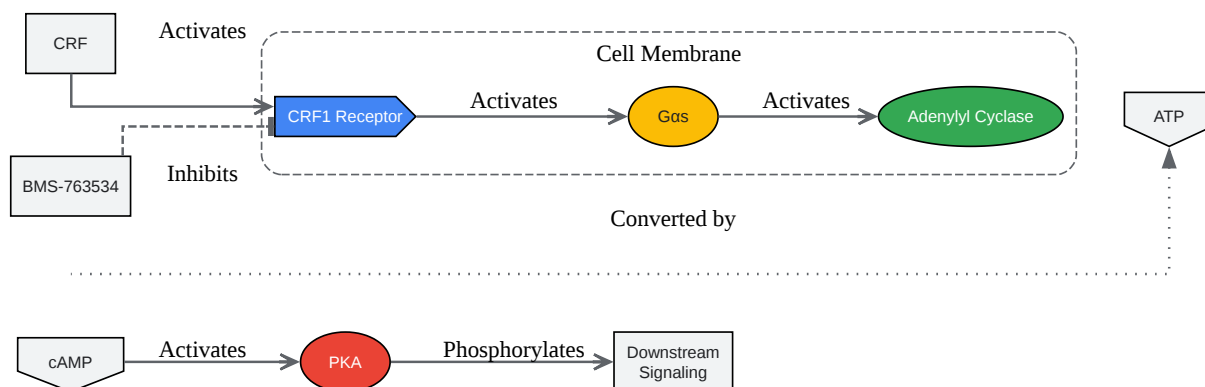 CRF
Activates
Cell Membrane
CRF1 Receptor
Activates
Gαs
Activates
Adenylyl Cyclase
ATP
BMS-763534
Inhibits
Converted by
cAMP
Activates
PKA
Phosphorylates
Downstream
Signaling